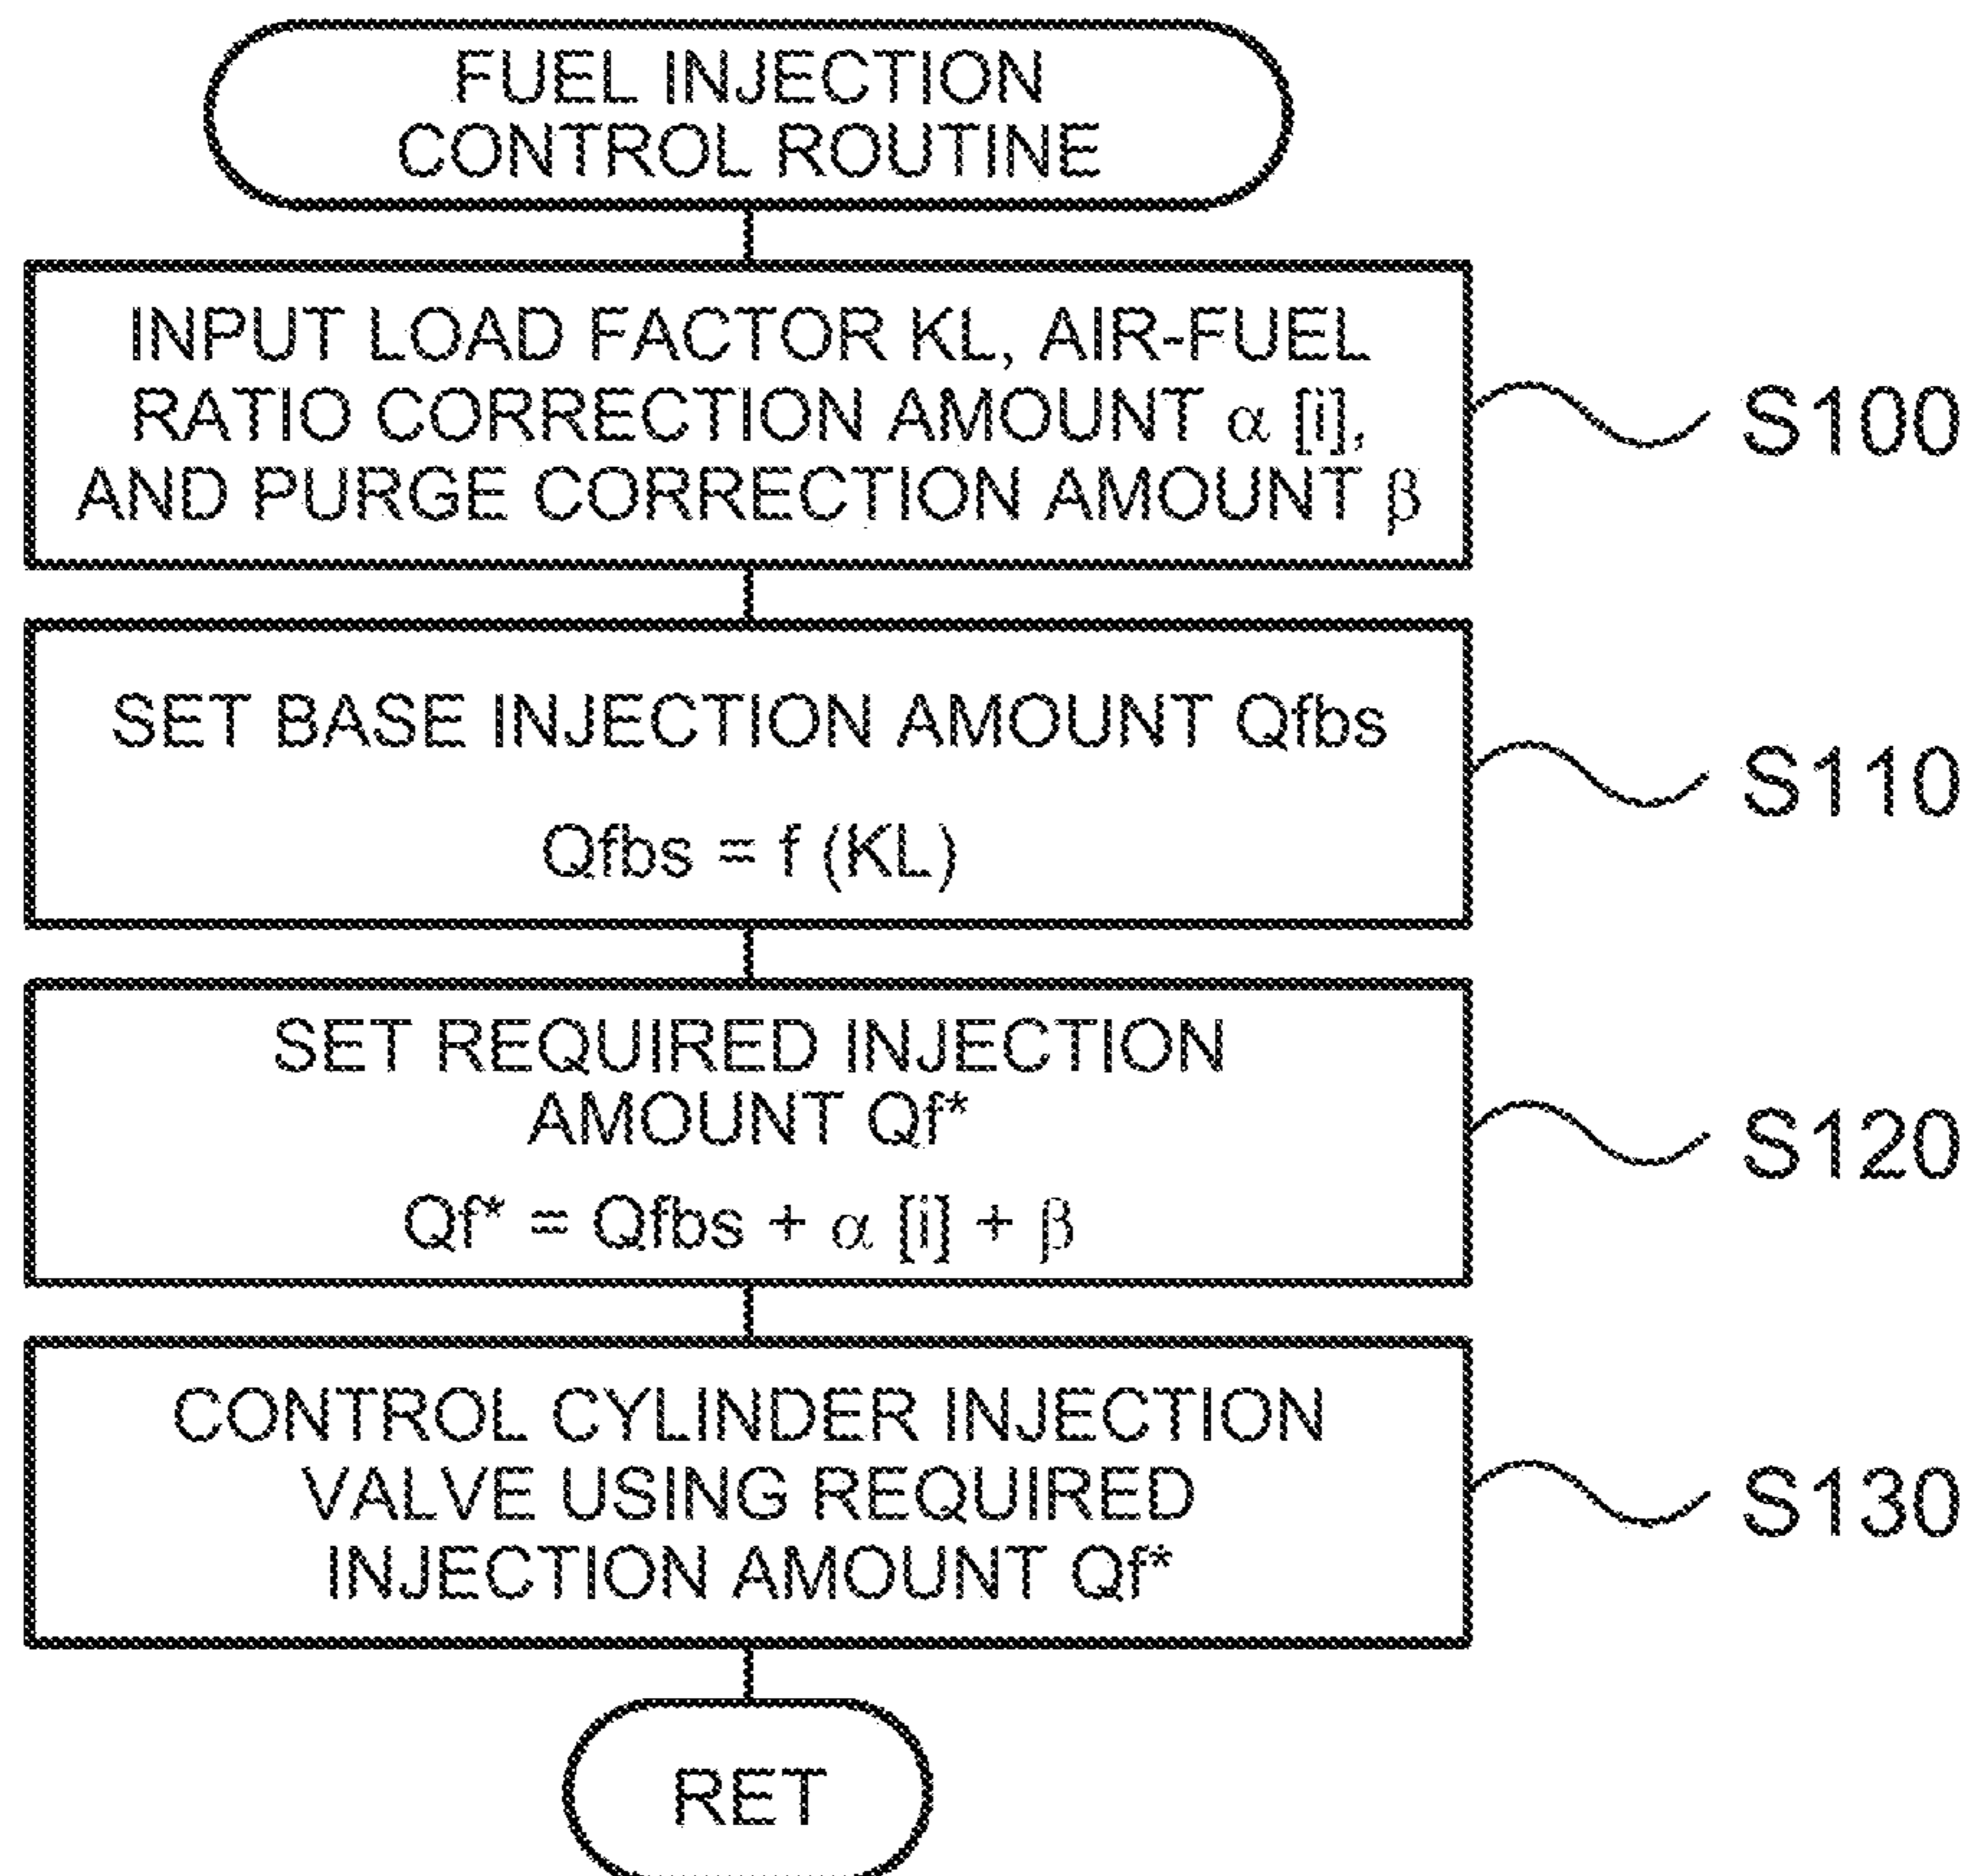 FUEL INJECTION
CONTROL ROUTINE
INPUT LOAD FACTOR KL, AIR-FUEL
RATIO CORRECTION AMOUNT α [i],
AND PURGE CORRECTION AMOUNT β
S100
SET BASE INJECTION AMOUNT Qfbs
Qfbs = f (KL)
S110
SET REQUIRED INJECTION
AMOUNT Qf*
Qf* = Qfbs + α [i] + β
S120
CONTROL CYLINDER INJECTION
VALVE USING REQUIRED
INJECTION AMOUNT Qf*
S130
RET